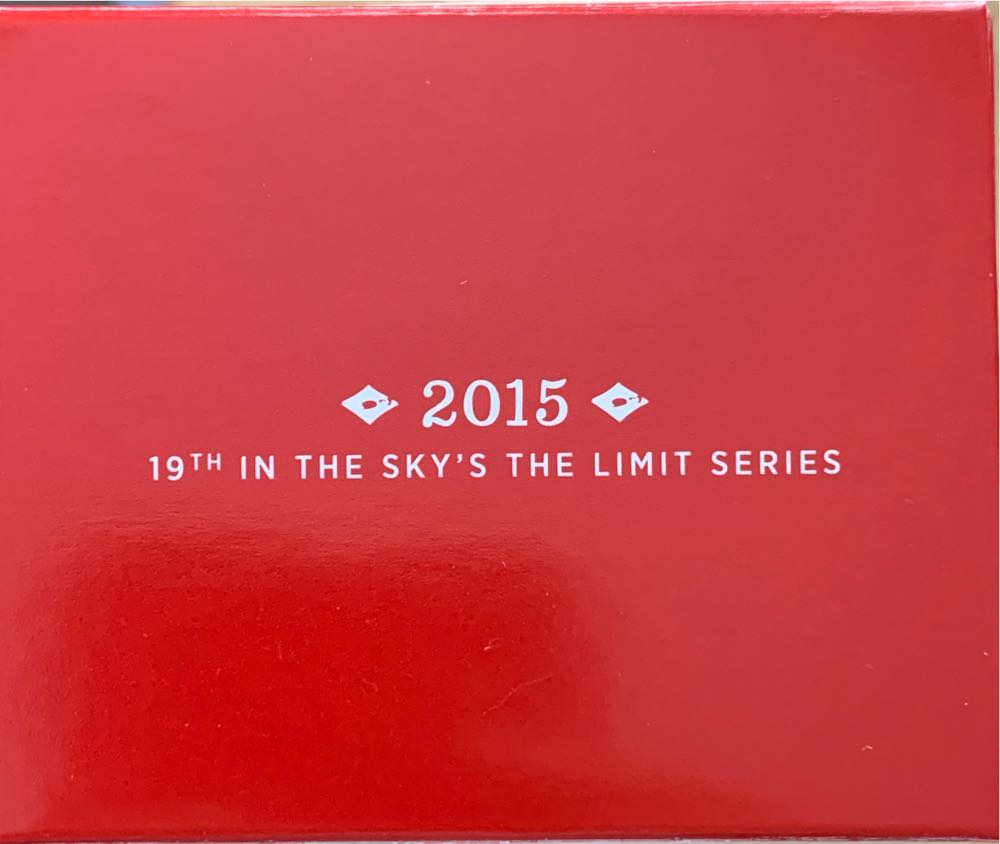 2015
19TH IN THE SKY'S THE LIMIT SERIES